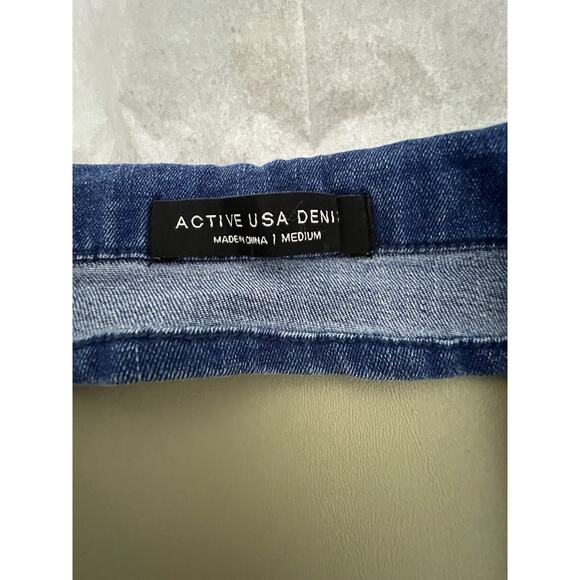 ACTIVE USA DENI
MADE IN CHINA | MEDIUM